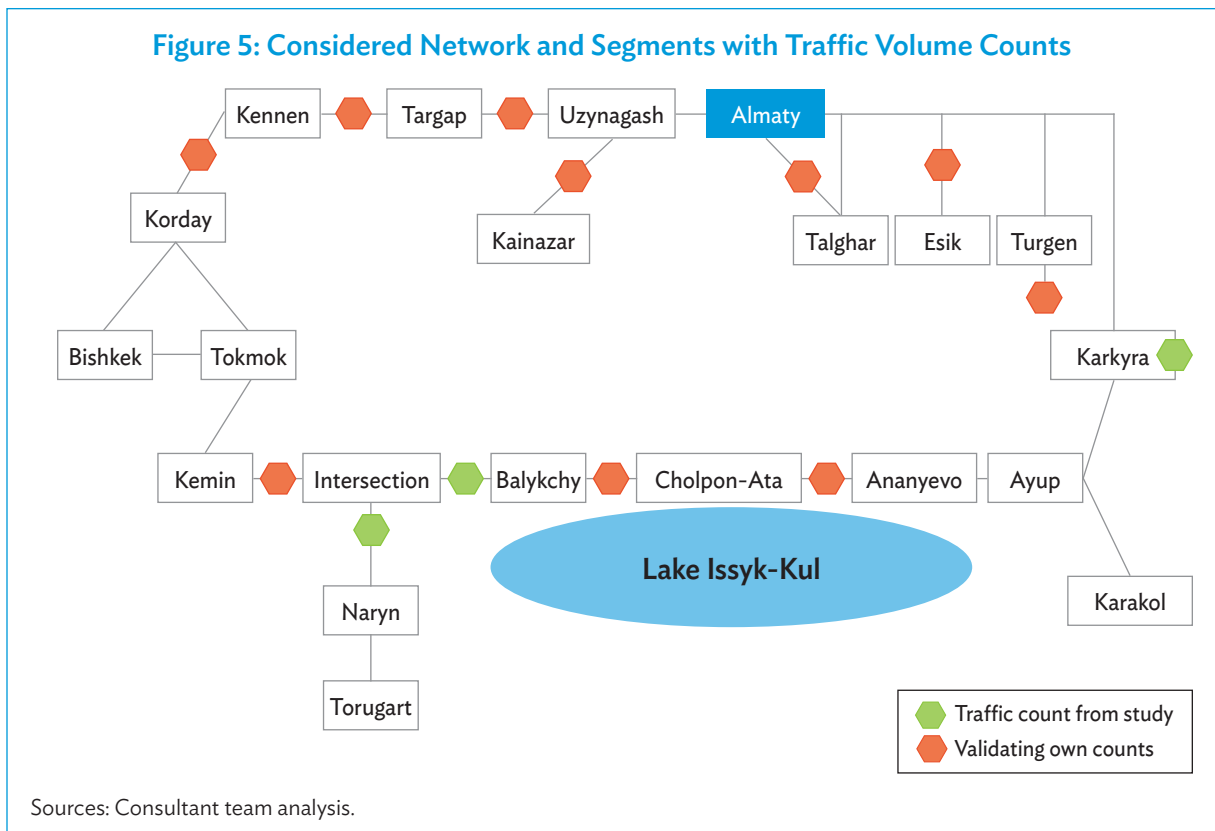 Figure 5: Considered Network and Segments with Traffic Volume Counts
Kennen
Targap
Uzynagash
Almaty
Korday
Kainazar
Talghar
Esik
Turgen
Bishkek
Tokmok
Karkyra
Kemin
Intersection
Balykchy
Cholpon-Ata
Ananyevo
Ayup
Lake Issyk-Kul
Naryn
Karakol
Torugart
Traffic count from study
Validating own counts
Sources: Consultant team analysis.